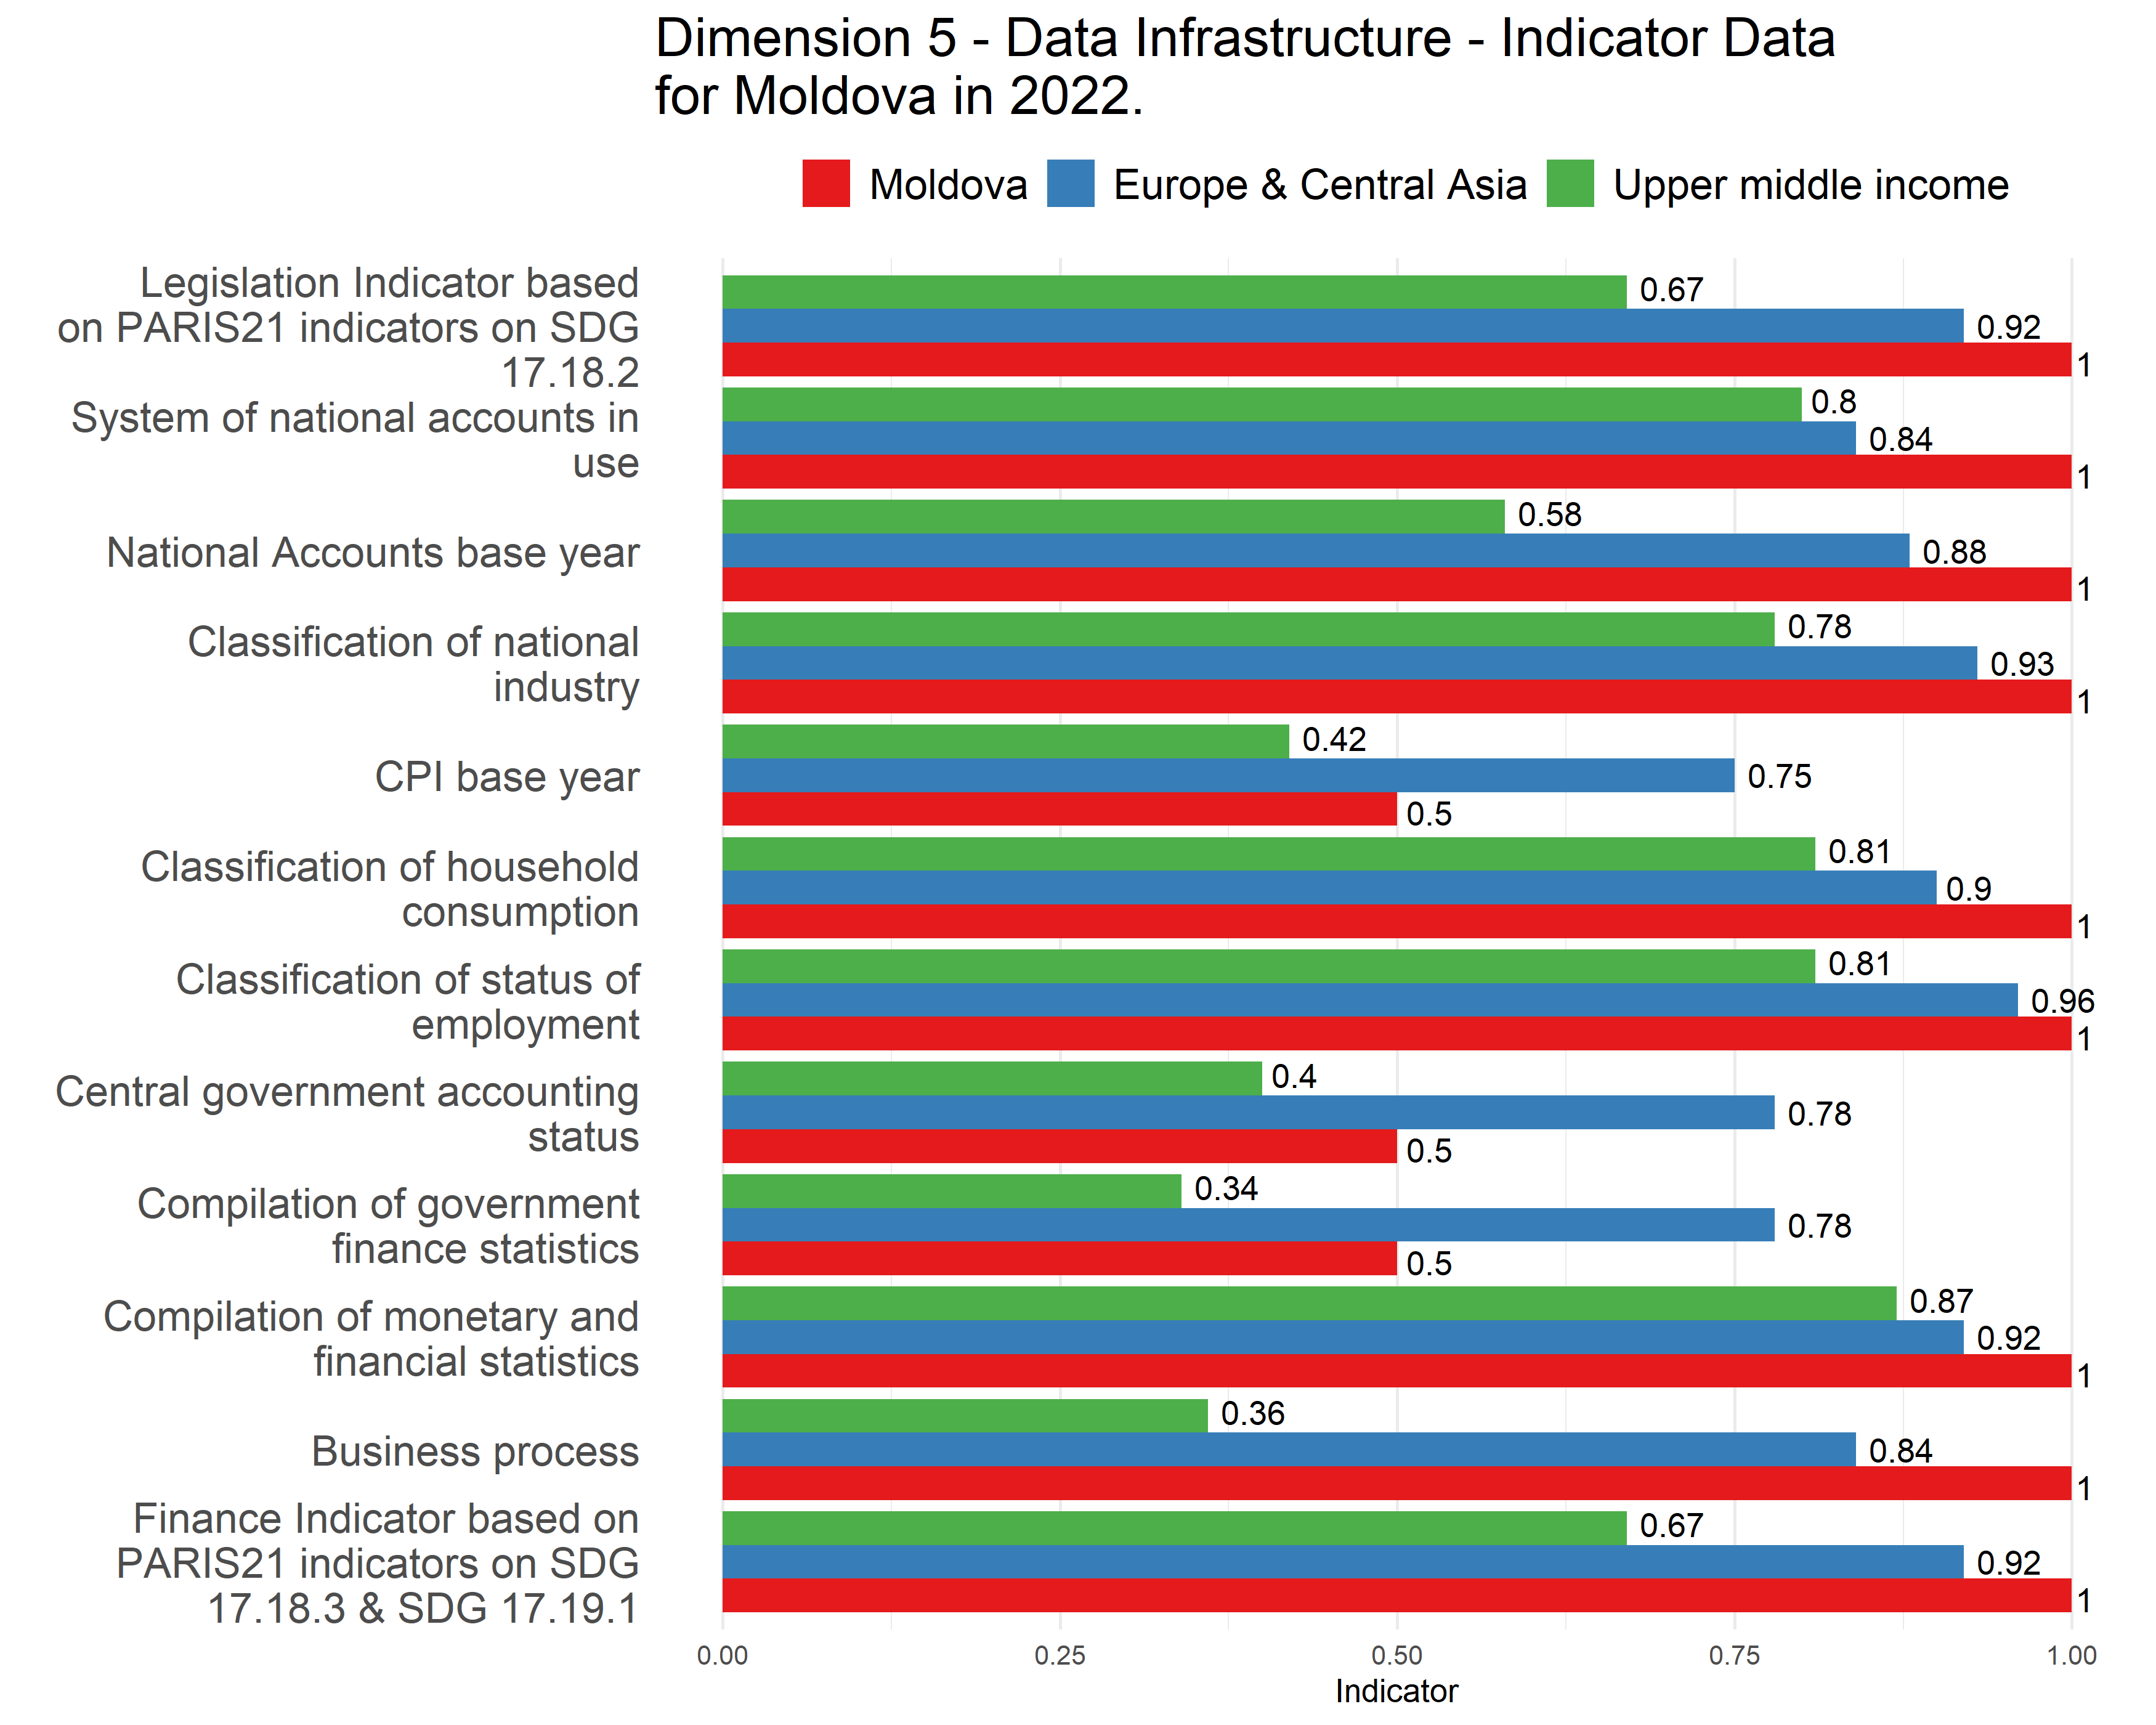 Dimension 5 - Data Infrastructure - Indicator Data
for Moldova in 2022.
Moldova
Europe & Central Asia
Upper middle income
Legislation Indicator based
on PARIS21 indicators on SDG
17.18.2
0.67
0.92
1
System of national accounts in
use
0.8
0.84
1
National Accounts base year
0.58
0.88
1
Classification of national
industry
0.78
0.93
1
CPI base year
0.42
0.75
0.5
Classification of household
consumption
0.81
0.9
1
Classification of status of
employment
0.81
0.96
1
Central government accounting
status
0.4
0.78
0.5
Compilation of government
finance statistics
0.34
0.78
0.5
Compilation of monetary and
financial statistics
0.87
0.92
1
Business process
0.36
0.84
1
Finance Indicator based on
PARIS21 indicators on SDG
17.18.3 & SDG 17.19.1
0.67
0.92
1
0.00
0.25
0.50
0.75
1.00
Indicator